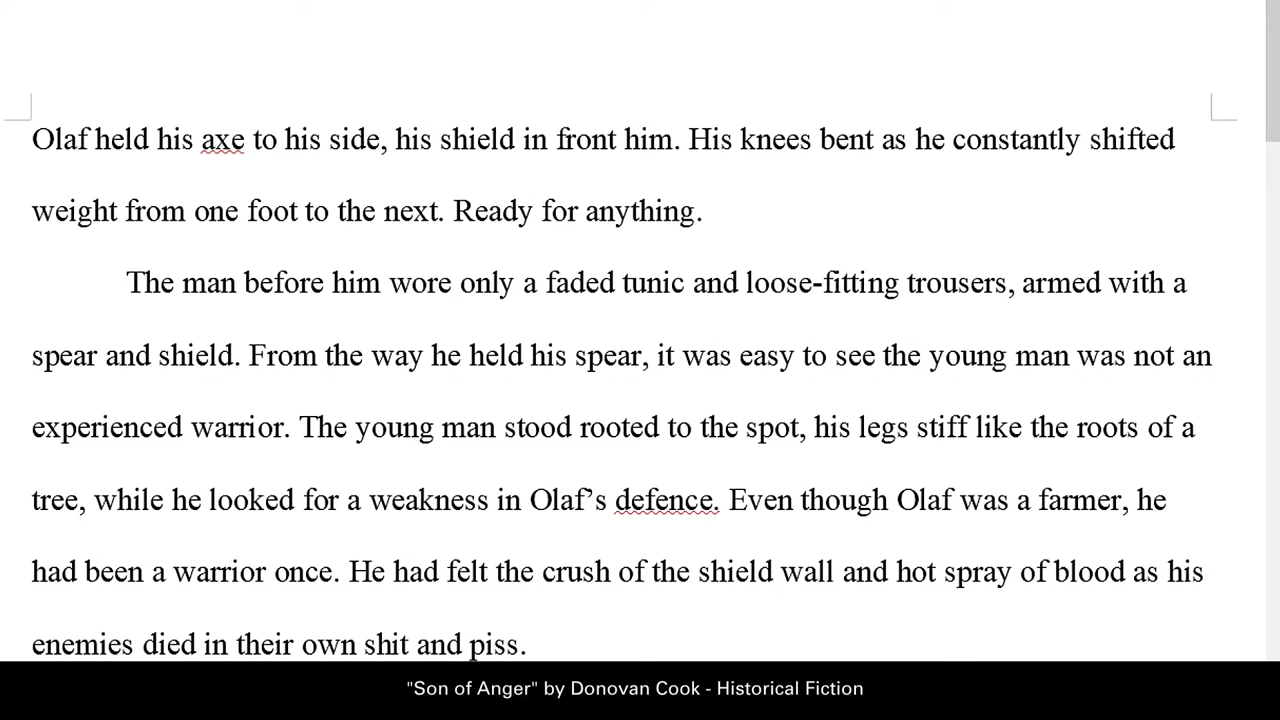 Olaf held his axe to his side, his shield in front him. His knees bent as he constantly shifted
weight from one foot to the next. Ready for anything.
The man before him wore only a faded tunic and loose-fitting trousers, armed with a
spear and shield. From the way he held his spear, it was easy to see the young man was not an
experienced warrior. The young man stood rooted to the spot, his legs stiff like the roots of a
tree, while he looked for a weakness in Olaf’s defence. Even though Olaf was a farmer, he
had been a warrior once. He had felt the crush of the shield wall and hot spray of blood as his
enemies died in their own shit and piss.
"Son of Anger" by Donovan Cook - Historical Fiction